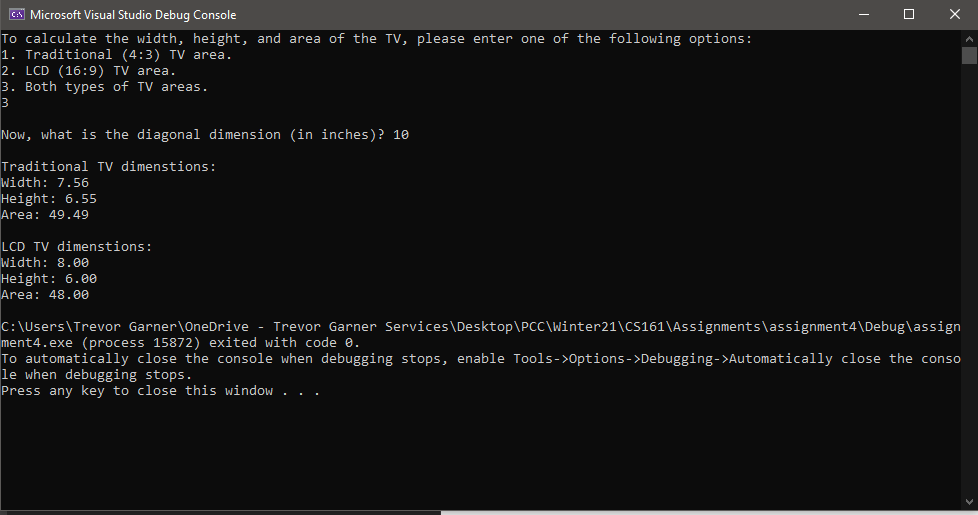 Microsoft Visual Studio Debug Console
To calculate the width, height, and area of the TV, please enter one of the following options:
1. Traditional (4:3) TV area.
2. LCD (16:9) TV area.
3. Both types of TV areas.
3
Now, what is the diagonal dimension (in inches)? 10
Traditional TV dimenstions:
Width: 7.56
Height: 6.55
Area: 49.49
LCD TV dimenstions:
Width: 8.00
Height: 6.00
Area: 48.00
C:\Users\Trevor Garner\OneDrive - Trevor Garner Services\Desktop\PCC\Winter21\CS161\Assignments\assignment4\Debug\assign
ment4.exe (process 15872) exited with code 0.
To automatically close the console when debugging stops, enable Tools->Options->Debugging->Automatically close the conso
le when debugging stops.
Press any key to close this window . . .